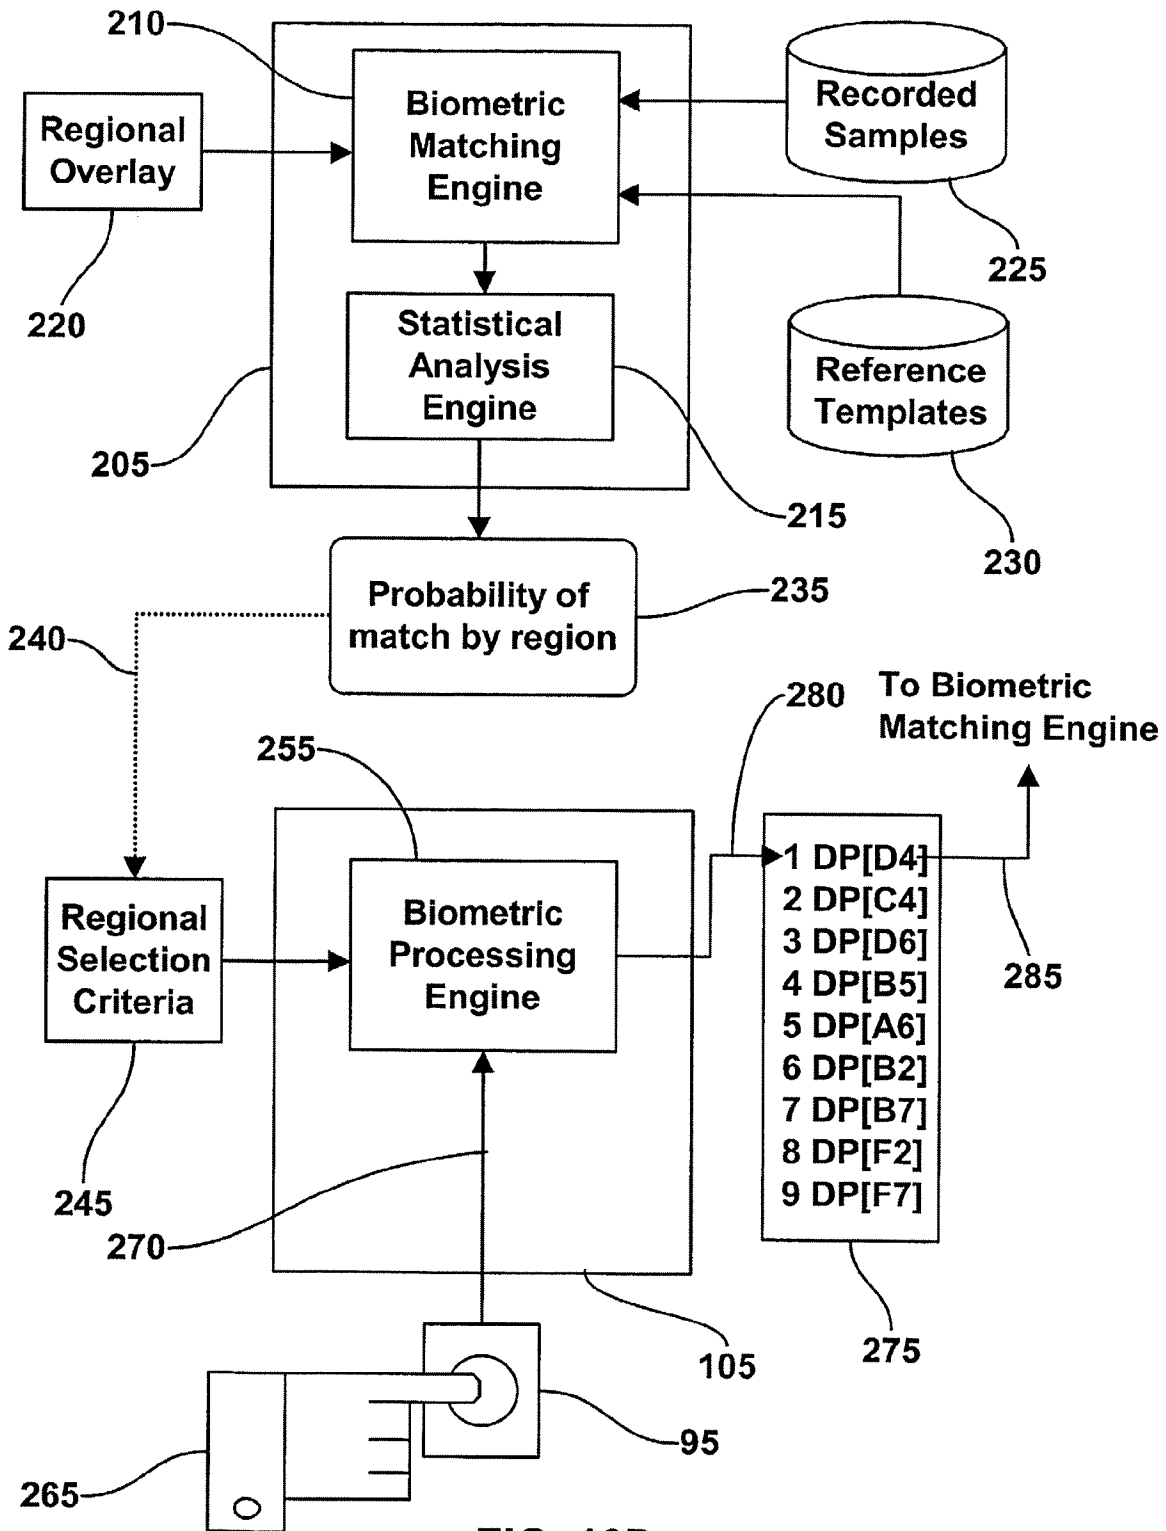 210
Regional
Overlay
Biometric
Matching
Engine
Recorded
Samples
225
220
Statistical
Analysis
Engine
Reference
Templates
205
215
230
Probability of
match by region
235
240
280
To Biometric
Matching Engine
255
Regional
Selection
Criteria
Biometric
Processing
Engine
1 DP[D4]
2 DP[C4]
3 DP[D6]
4 DP[B5]
5 DP[A6]
6 DP[B2]
7 DP[B7]
8 DP[F2]
9 DP[F7]
285
245
270
275
105
95
265